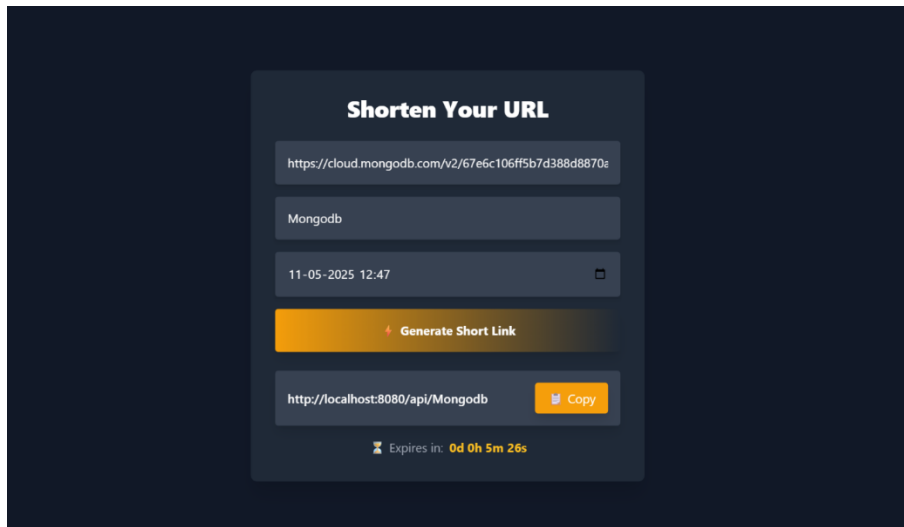 Shorten Your URL
https://cloud.mongodb.com/v2/67e6c106ff5b7d388d8870a
Mongodb
11-05-2025 12:47
Generate Short Link
http://localhost:8080/api/Mongodb
Copy
Expires in: 0d 0h 5m 26s